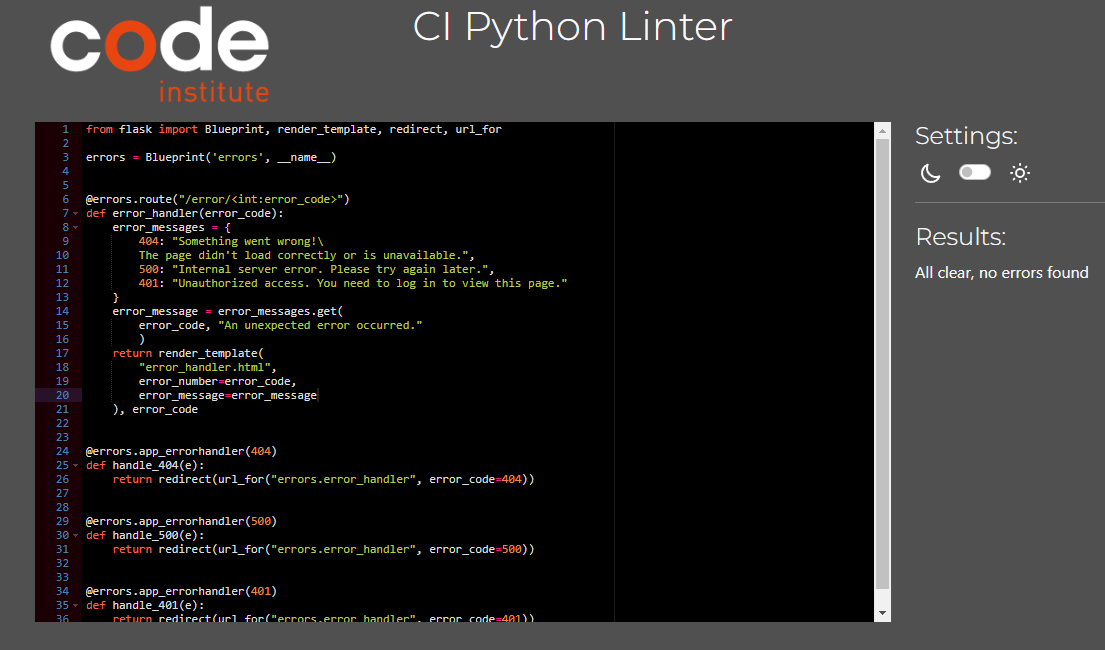 code
institute
CI Python Linter
1 from flask import Blueprint, render_template, redirect, url_for
2
3 errors = Blueprint('errors', __name__)
4
5
6 @errors.route("/error/<int:error_code>")
7 def error_handler(error_code):
8     error_messages = {
9         404: "Something went wrong!\
10         The page didn't load correctly or is unavailable.",
11         500: "Internal server error. Please try again later.",
12         401: "Unauthorized access. You need to log in to view this page."
13     }
14     error_message = error_messages.get(
15         error_code, "An unexpected error occurred."
16         )
17     return render_template(
18         "error_handler.html",
19         error_number=error_code,
20         error_message=error_message
21     ), error_code
22
23
24 @errors.app_errorhandler(404)
25 def handle_404(e):
26     return redirect(url_for("errors.error_handler", error_code=404))
27
28
29 @errors.app_errorhandler(500)
30 def handle_500(e):
31     return redirect(url_for("errors.error_handler", error_code=500))
32
33
34 @errors.app_errorhandler(401)
35 def handle_401(e):
36     return redirect(url_for("errors.error_handler", error_code=401))
Settings:
Results:
All clear, no errors found